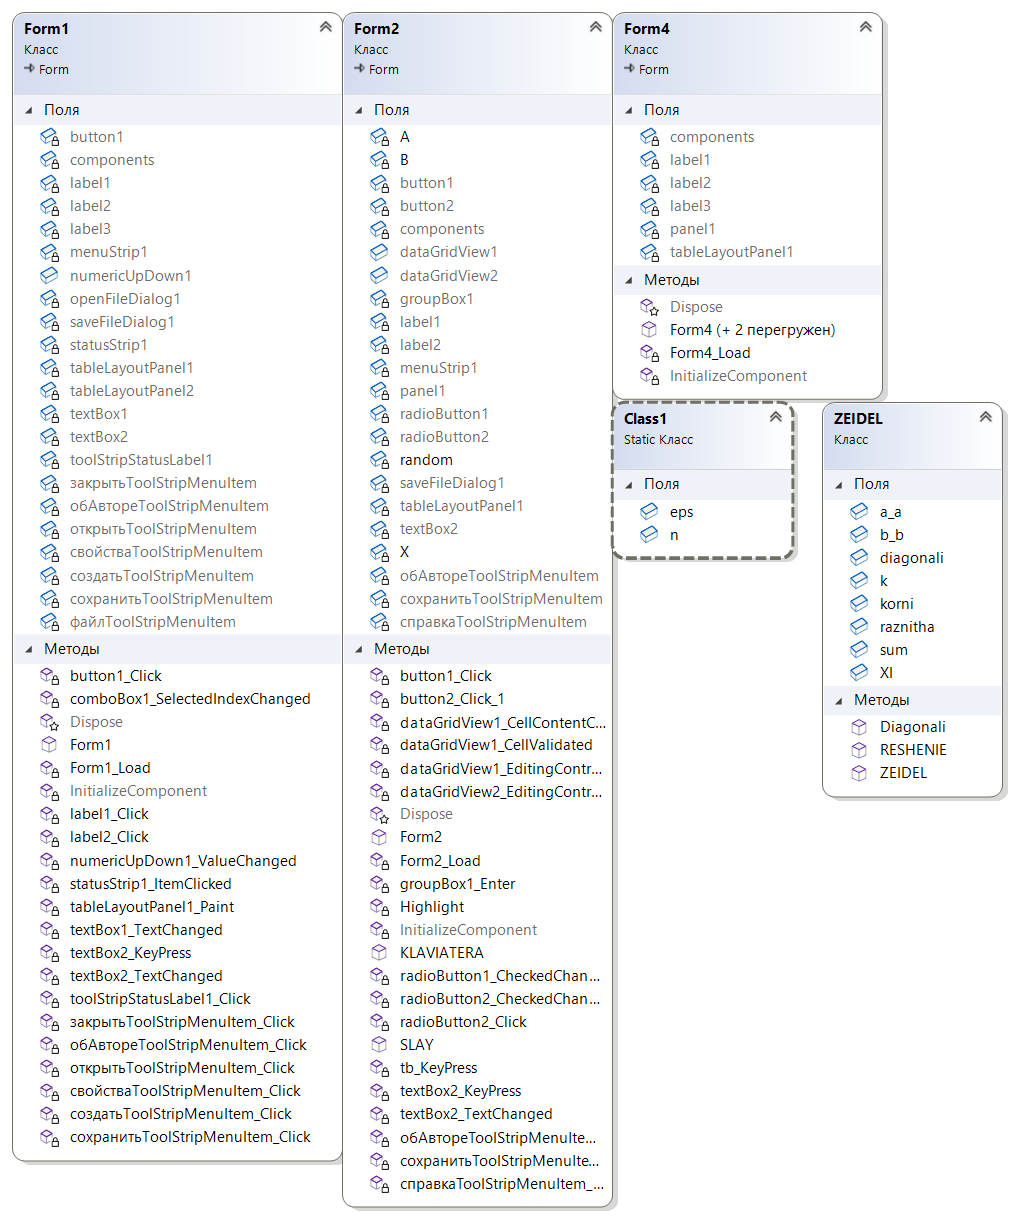 Form1
Класс
Form
Поля
button1
components
label1
label2
label3
menuStrip1
numericUpDown1
openFileDialog1
saveFileDialog1
statusStrip1
tableLayoutPanel1
tableLayoutPanel2
textBox1
textBox2
toolStripStatusLabel1
закрытьToolStripMenuItem
обАвтореToolStripMenuItem
открытьToolStripMenuItem
свойстваToolStripMenuItem
создатьToolStripMenuItem
сохранитьToolStripMenuItem
файлToolStripMenuItem
Методы
button1_Click
comboBox1_SelectedIndexChanged
Dispose
Form1
Form1_Load
InitializeComponent
label1_Click
label2_Click
numericUpDown1_ValueChanged
statusStrip1_ItemClicked
tableLayoutPanel1_Paint
textBox1_TextChanged
textBox2_KeyPress
textBox2_TextChanged
toolStripStatusLabel1_Click
закрытьToolStripMenuItem_Click
обАвтореToolStripMenuItem_Click
открытьToolStripMenuItem_Click
свойстваToolStripMenuItem_Click
создатьToolStripMenuItem_Click
сохранитьToolStripMenuItem_Click
Form2
Класс
Form
Поля
A
B
button1
button2
components
dataGridView1
dataGridView2
groupBox1
label1
label2
menuStrip1
panel1
radioButton1
radioButton2
random
saveFileDialog1
tableLayoutPanel1
textBox2
X
обАвтореToolStripMenuItem
сохранитьToolStripMenuItem
справкаToolStripMenuItem
Методы
button1_Click
button2_Click_1
dataGridView1_CellContentC...
dataGridView1_CellValidated
dataGridView1_EditingContr...
dataGridView2_EditingContr...
Dispose
Form2
Form2_Load
groupBox1_Enter
Highlight
InitializeComponent
KLAVIATERA
radioButton1_CheckedChan...
radioButton2_CheckedChan...
radioButton2_Click
SLAY
tb_KeyPress
textBox2_KeyPress
textBox2_TextChanged
обАвтореToolStripMenuIte...
сохранитьToolStripMenuIte...
справкаToolStripMenuItem_...
Form4
Класс
Form
Поля
components
label1
label2
label3
panel1
tableLayoutPanel1
Методы
Dispose
Form4 (+ 2 перегружен)
Form4_Load
InitializeComponent
Class1
Static Класс
Поля
eps
n
ZEIDEL
Класс
Поля
a_a
b_b
diagonali
k
korni
raznitha
sum
XI
Методы
Diagonali
RESHENIE
ZEIDEL